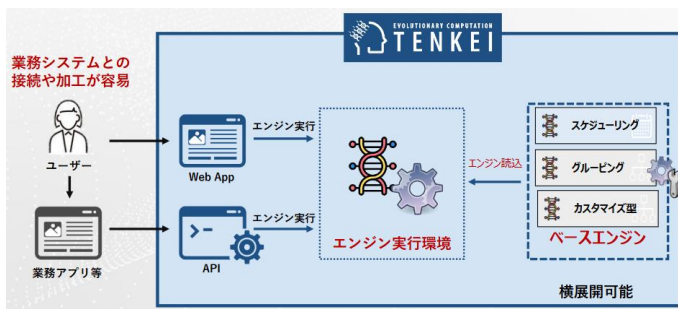 EVOLUTIONARY COMPUTATION
TENKEI
業務システムとの
接続や加工が容易
ユーザー
業務アプリ等
Web App
API
エンジン実行
エンジン実行
エンジン実行環境
エンジン読込
スケジューリング
グルーピング
カスタマイズ型
ベースエンジン
横展開可能